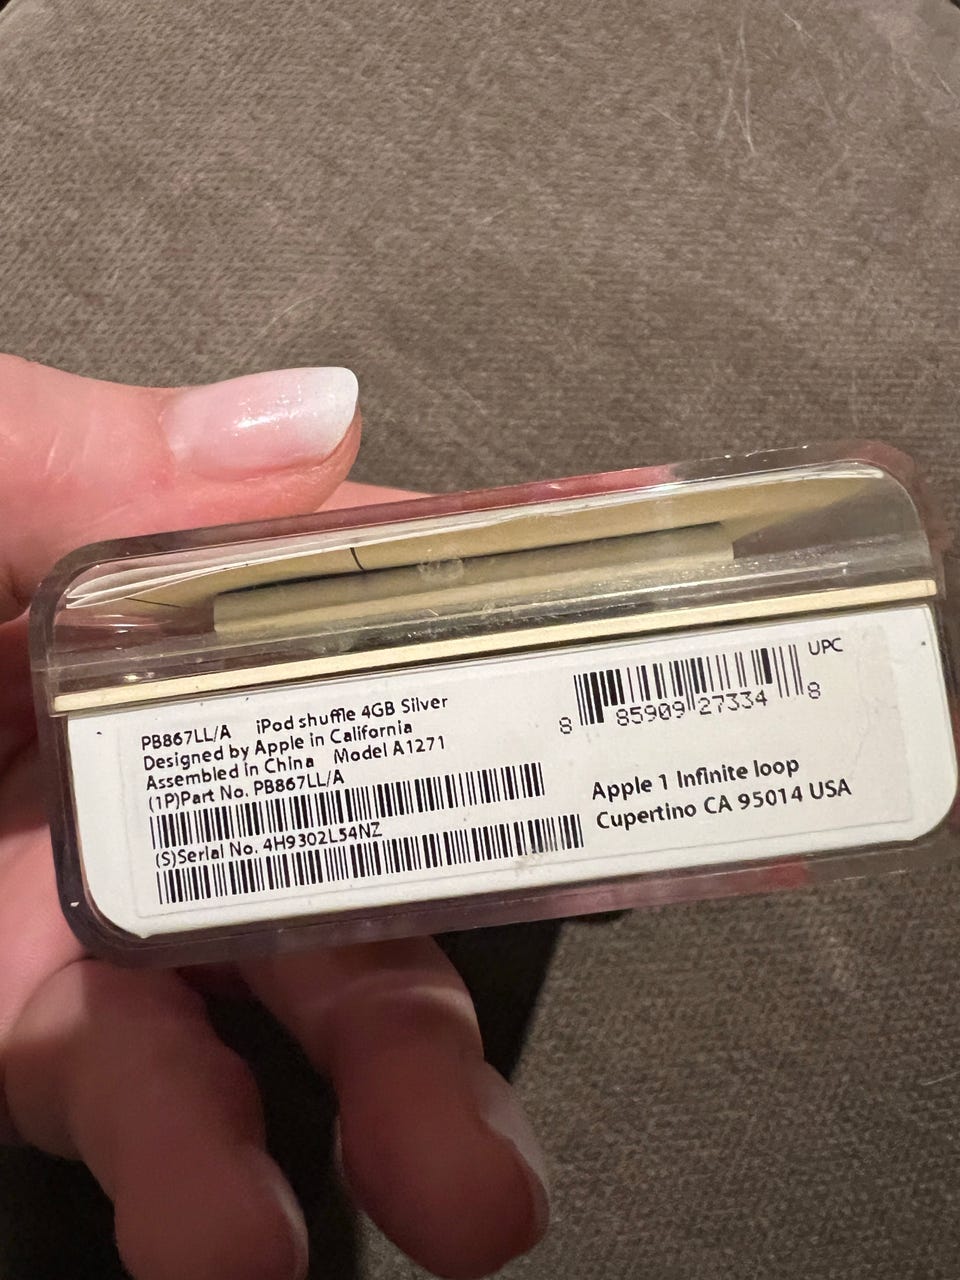 PB867LL/A iPod shuffle 4GB Silver
Designed by Apple in California
Assembled in China Model A1271
(1P)Part No. PB867LL/A
(S)Serial No. 4H9302L54NZ
UPC
8 85909 27334 8
Apple 1 Infinite loop
Cupertino CA 95014 USA